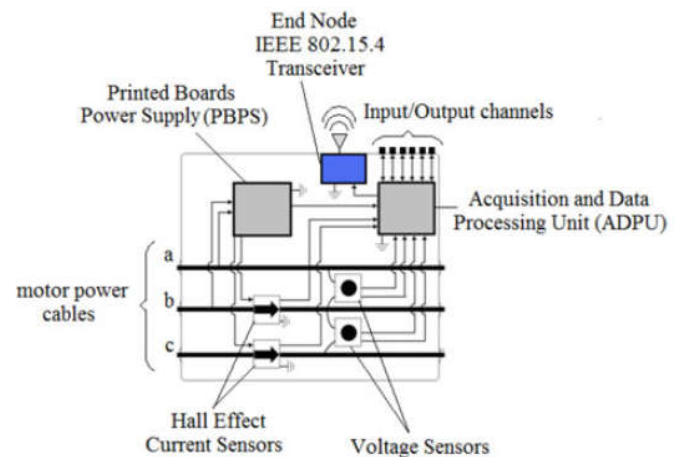 End Node
IEEE 802.15.4
Transceiver
Printed Boards
Power Supply (PBPS)
Input/Output channels
Acquisition and Data
Processing Unit (ADPU)
a
motor power
cables
b
c
Hall Effect
Current Sensors
Voltage Sensors